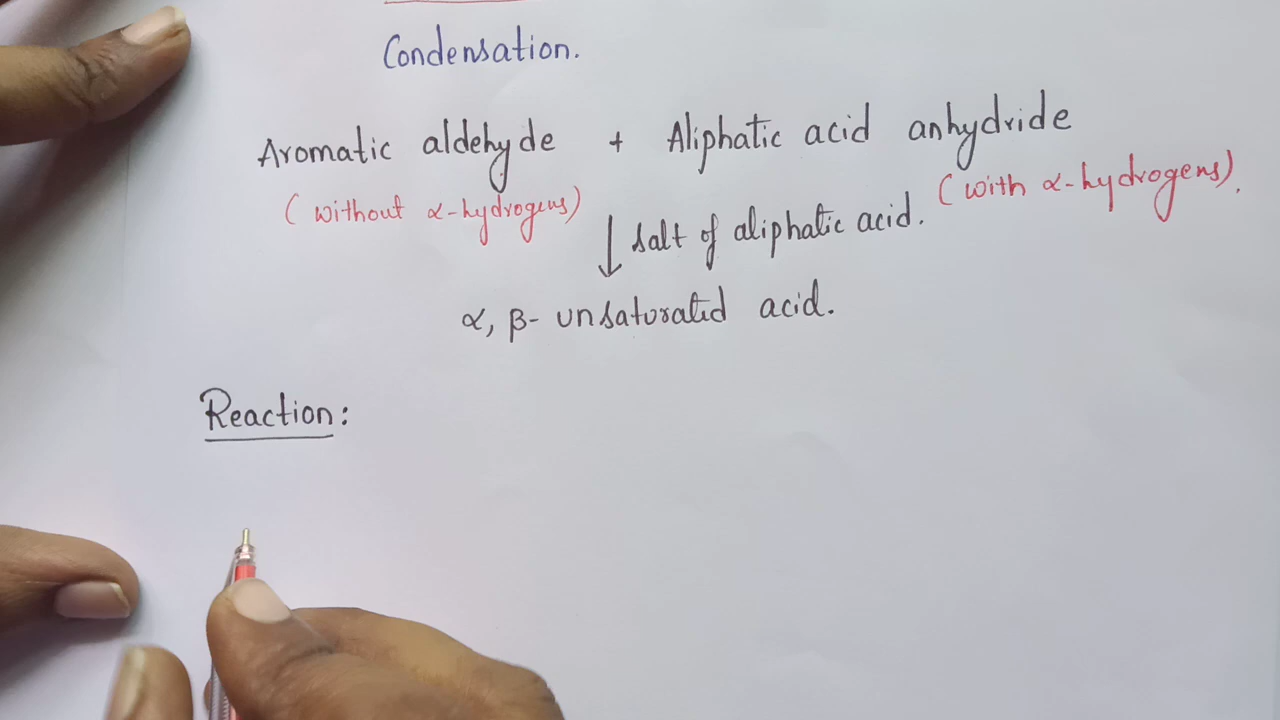 Condensation.
Aromatic aldehyde + Aliphatic acid anhydride
(without α-hydrogens) (with α-hydrogens).
↓ salt of aliphatic acid.
α, β- unsaturated acid.
Reaction: